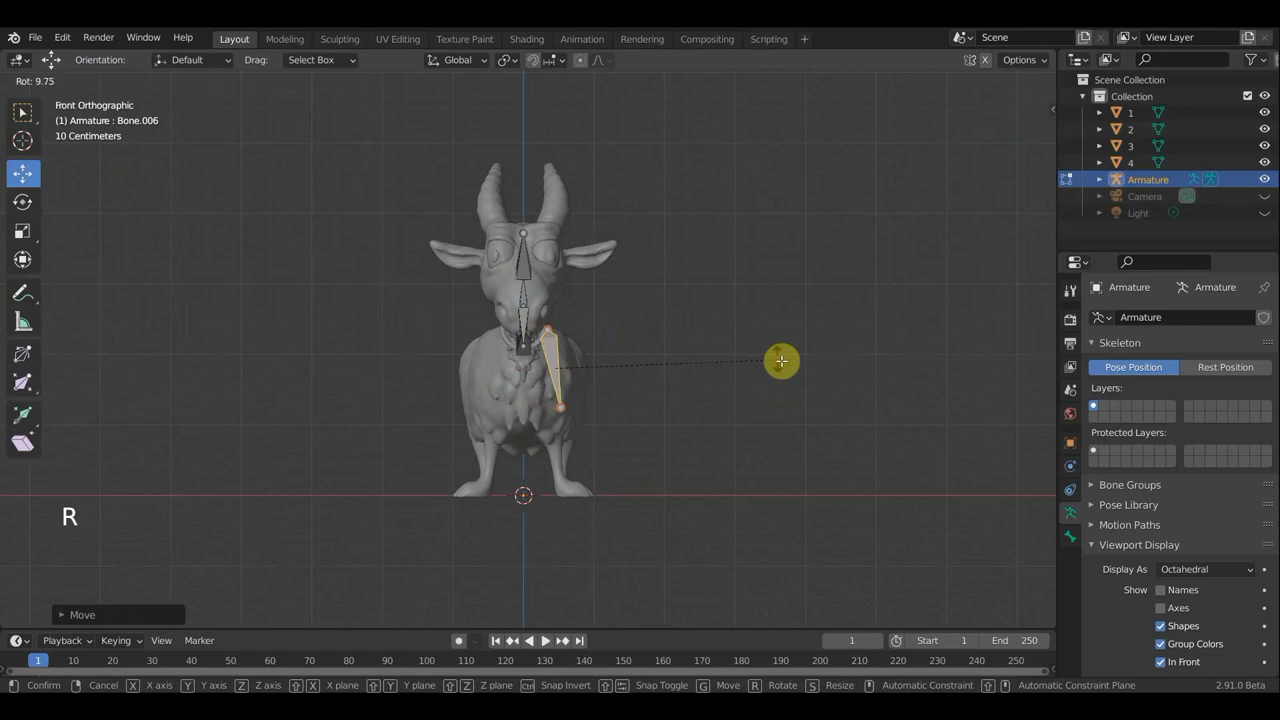 File Edit Render Window Help Layout Modeling Sculpting UV Editing Texture Paint Shading Animation Rendering Compositing Scripting + Scene View Layer
Orientation: Default Drag: Select Box Global X Options
Rot: 9.75
Front Orthographic
(1) Armature : Bone.006
10 Centimeters
Scene Collection
Collection
1
2
3
4
Armature
Camera
Light
Armature Armature
Armature
Skeleton
Pose Position Rest Position
Layers:
Protected Layers:
Bone Groups
Pose Library
Motion Paths
Viewport Display
Display As Octahedral
Show Names
Axes
Shapes
Group Colors
In Front
R
Move
Playback Keying View Marker 1 Start 1 End 250
1 10 20 30 40 50 60 70 80 90 100 110 120 130 140 150 160 170 180 190 200 210 220 230 240 250
Confirm Cancel X X axis Y Y axis Z Z axis X X plane Y Y plane Z Z plane Ctrl Snap Invert Snap Toggle G Move R Rotate S Resize Automatic Constraint Automatic Constraint Plane 2.91.0 Beta